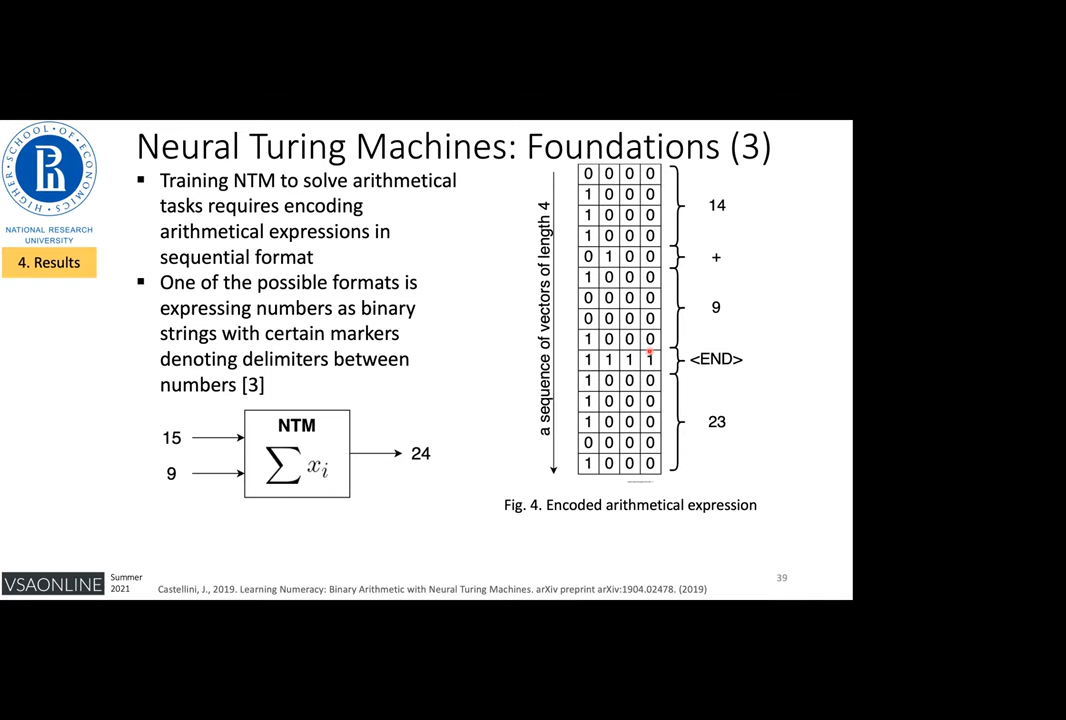 Neural Turing Machines: Foundations (3)
SCHOOL OF ECONOMICS · HIGHER
NATIONAL RESEARCH
UNIVERSITY
4. Results
▪ Training NTM to solve arithmetical
tasks requires encoding
arithmetical expressions in
sequential format
▪ One of the possible formats is
expressing numbers as binary
strings with certain markers
denoting delimiters between
numbers [3]
15
9
NTM
∑ xᵢ
24
a sequence of vectors of length 4
0 0 0 0
1 0 0 0
1 0 0 0
1 0 0 0
0 1 0 0
1 0 0 0
0 0 0 0
0 0 0 0
1 0 0 0
1 1 1 1
1 0 0 0
1 0 0 0
1 0 0 0
0 0 0 0
1 0 0 0
14
+
9
<END>
23
Fig. 4. Encoded arithmetical expression
VSAONLINE
Summer
2021
Castellini, J., 2019. Learning Numeracy: Binary Arithmetic with Neural Turing Machines. arXiv preprint arXiv:1904.02478. (2019)
39